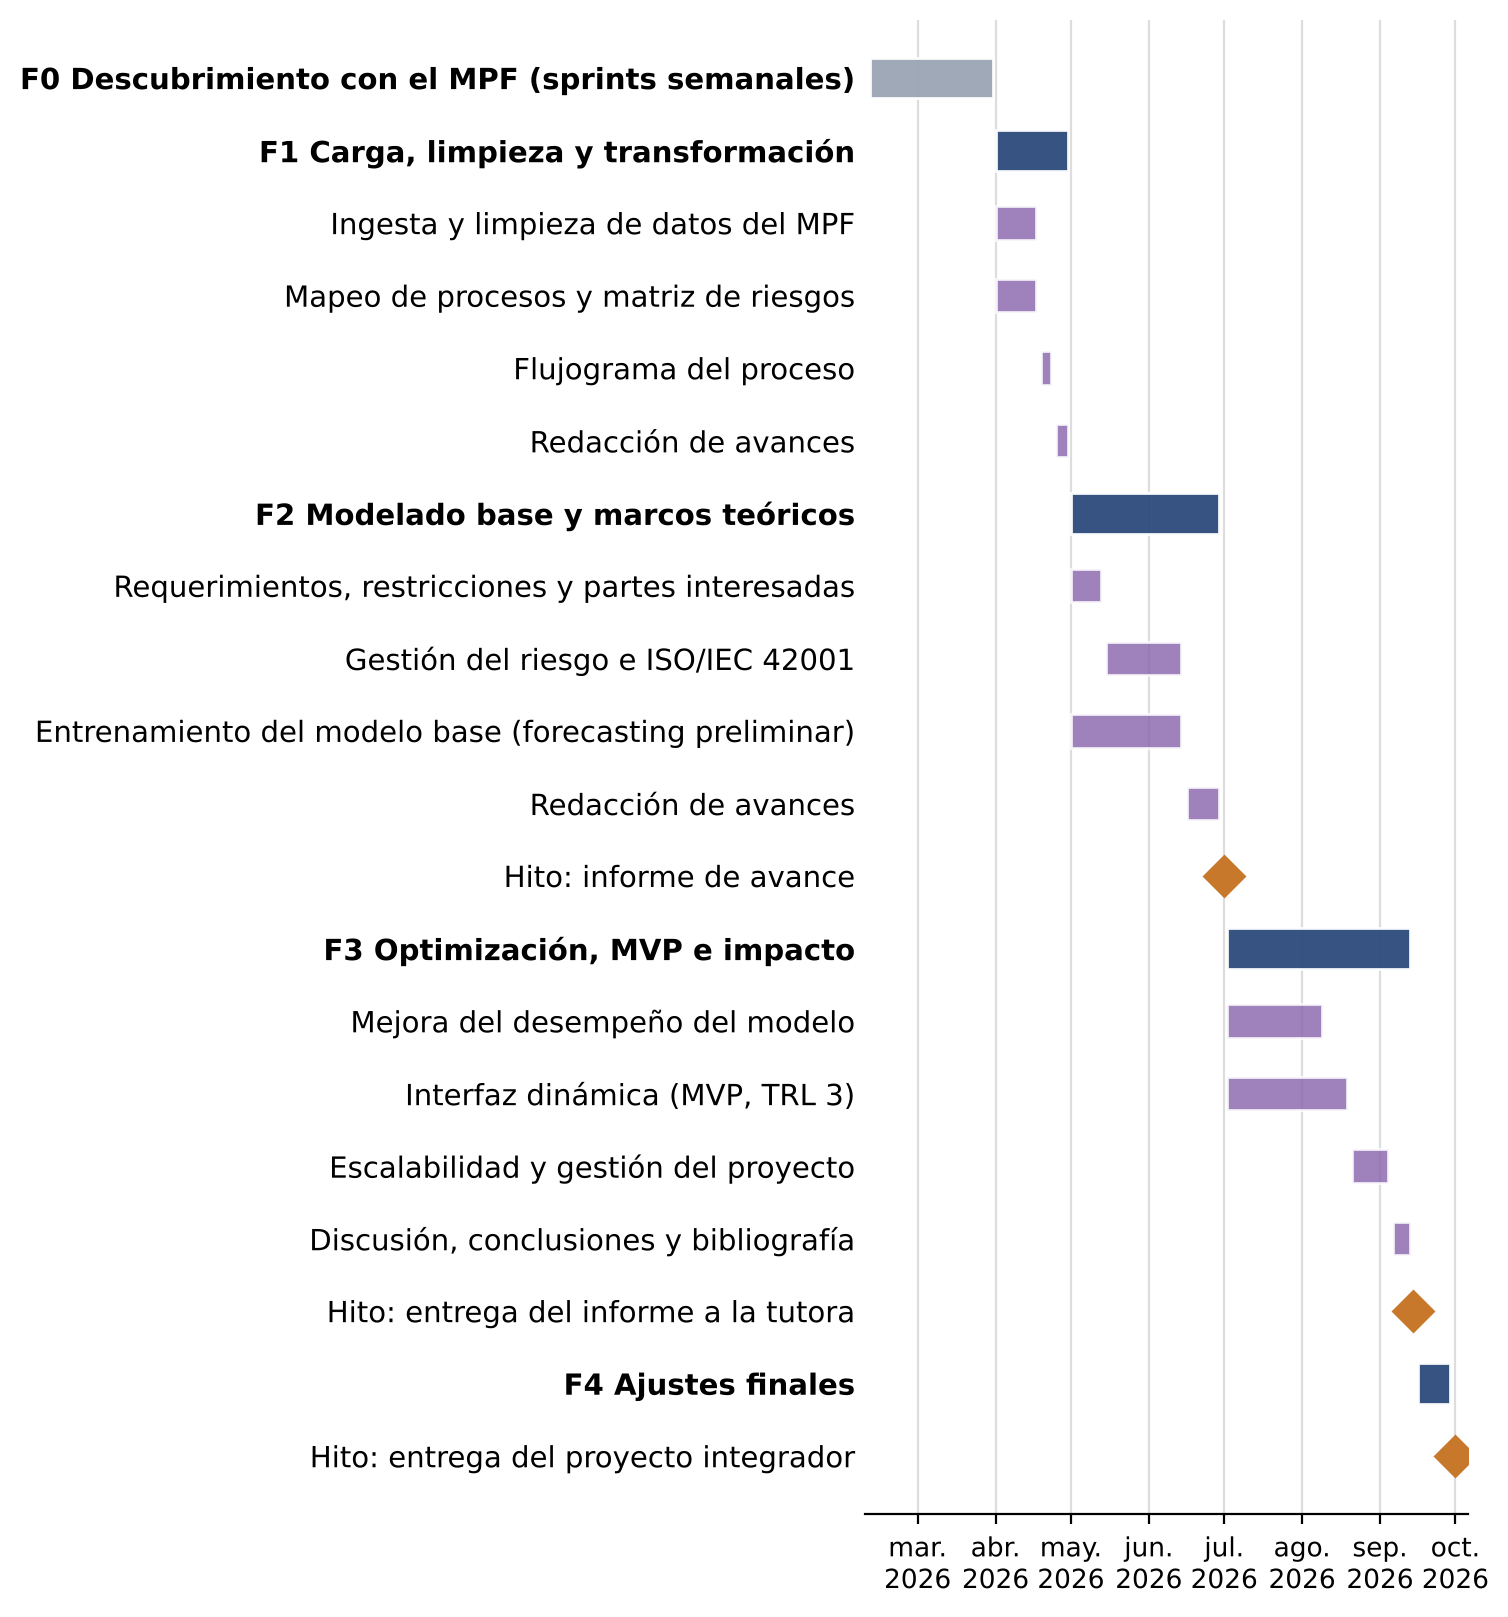 F0 Descubrimiento con el MPF (sprints semanales)
F1 Carga, limpieza y transformación
Ingesta y limpieza de datos del MPF
Mapeo de procesos y matriz de riesgos
Flujograma del proceso
Redacción de avances
F2 Modelado base y marcos teóricos
Requerimientos, restricciones y partes interesadas
Gestión del riesgo e ISO/IEC 42001
Entrenamiento del modelo base (forecasting preliminar)
Redacción de avances
Hito: informe de avance
F3 Optimización, MVP e impacto
Mejora del desempeño del modelo
Interfaz dinámica (MVP, TRL 3)
Escalabilidad y gestión del proyecto
Discusión, conclusiones y bibliografía
Hito: entrega del informe a la tutora
F4 Ajustes finales
Hito: entrega del proyecto integrador
mar. abr. may. jun. jul. ago. sep. oct.
2026 2026 2026 2026 2026 2026 2026 2026